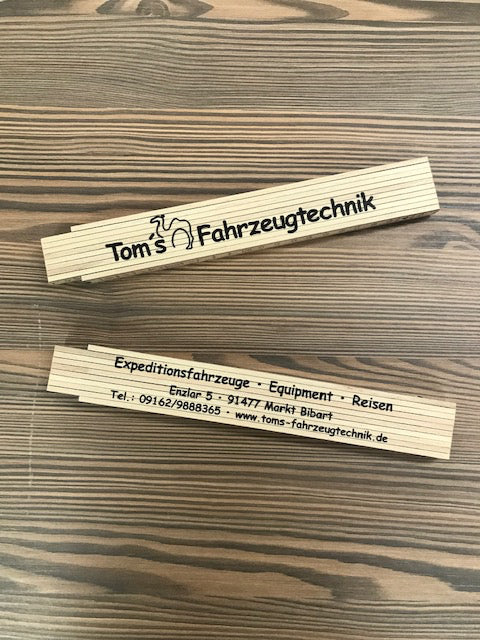 Tom´s Fahrzeugtechnik
Expeditionsfahrzeuge · Equipment · Reisen
Enzlar 5 · 91477 Markt Bibart
Tel.: 09162/9888365 · www.toms-fahrzeugtechnik.de